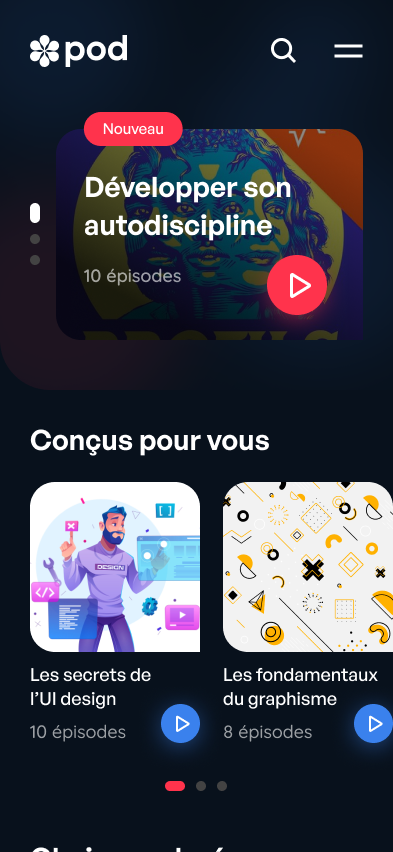 pod
Nouveau
Développer son
autodiscipline
10 épisodes
Conçus pour vous
[ ]
DESIGN
</>
Les secrets de
l’UI design
10 épisodes
Les fondamentaux
du graphisme
8 épisodes